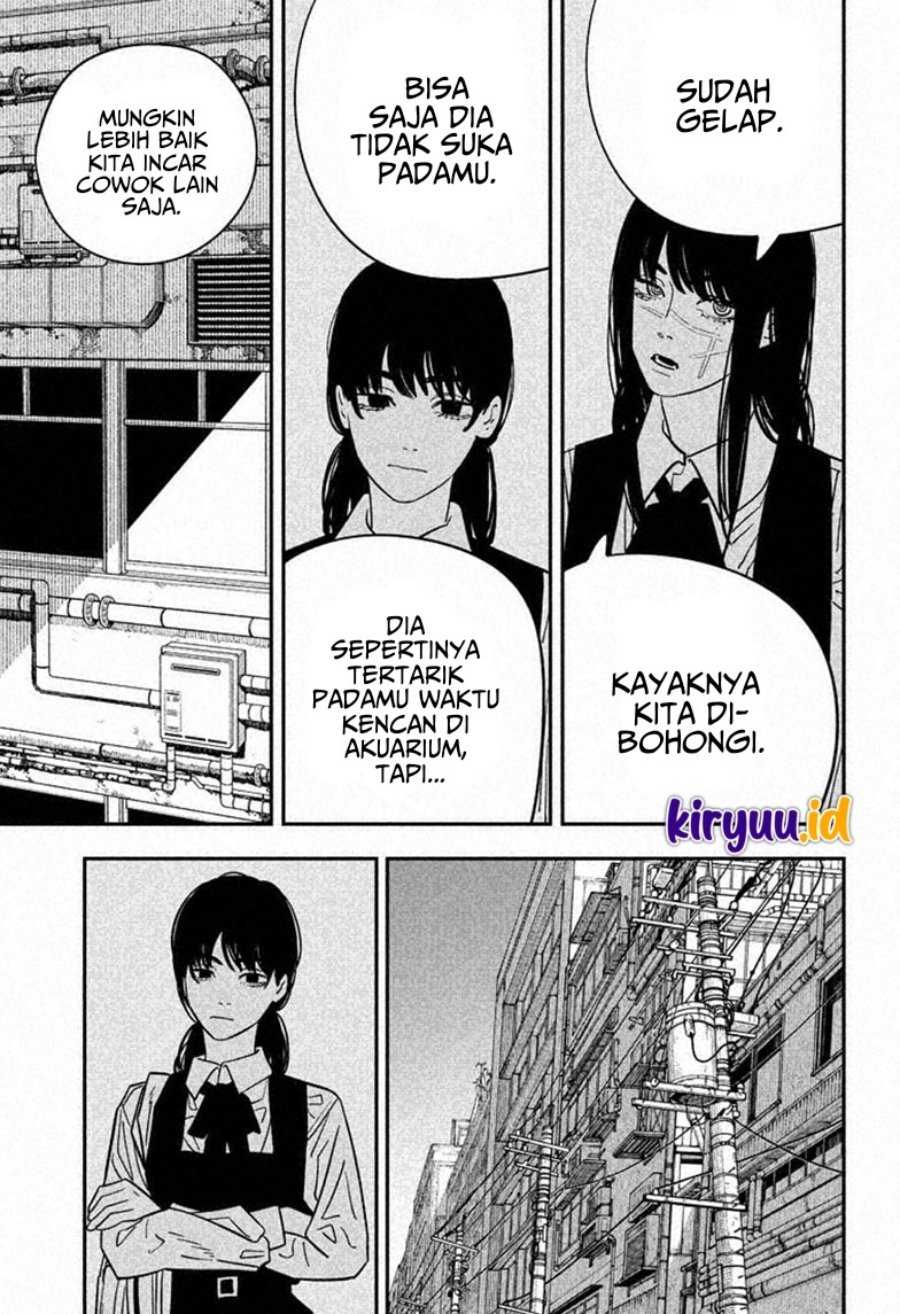 SUDAH
GELAP.
KAYAKNYA
KITA DI-
BOHONGI.
BISA
SAJA DIA
TIDAK SUKA
PADAMU.
DIA
SEPERTINYA
TERTARIK
PADAMU WAKTU
KENCAN DI
AKUARIUM,
TAPI...
MUNGKIN
LEBIH BAIK
KITA INCAR
COWOK LAIN
SAJA.
kiryuu.id